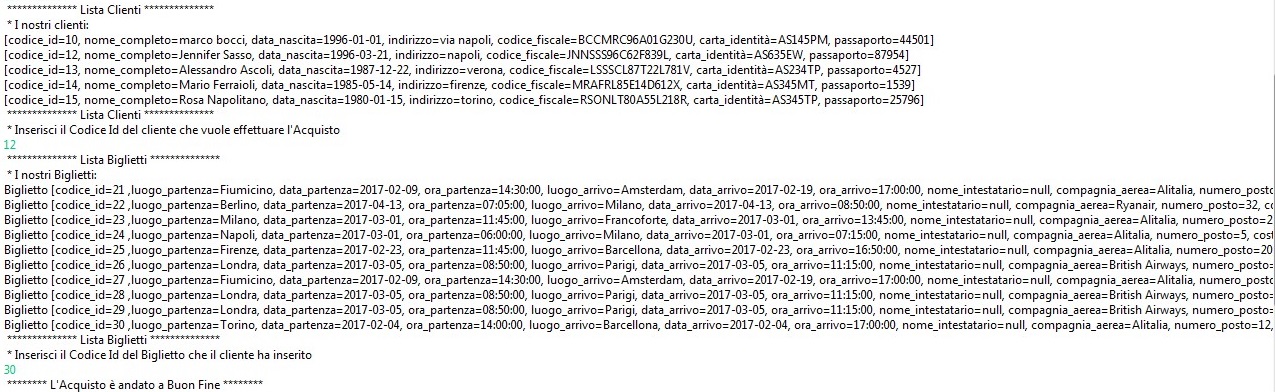 ************** Lista Clienti **************
* I nostri clienti:
[codice_id=10, nome_completo=marco bocci, data_nascita=1996-01-01, indirizzo=via napoli, codice_fiscale=BCCMRC96A01G230U, carta_identità=AS145PM, passaporto=44501]
[codice_id=12, nome_completo=Jennifer Sasso, data_nascita=1996-03-21, indirizzo=napoli, codice_fiscale=JNNSSS96C62F839L, carta_identità=AS635EW, passaporto=87954]
[codice_id=13, nome_completo=Alessandro Ascoli, data_nascita=1987-12-22, indirizzo=verona, codice_fiscale=LSSSCL87T22L781V, carta_identità=AS234TP, passaporto=4527]
[codice_id=14, nome_completo=Mario Ferraioli, data_nascita=1985-05-14, indirizzo=firenze, codice_fiscale=MRAFRL85E14D612X, carta_identità=AS345MT, passaporto=1539]
[codice_id=15, nome_completo=Rosa Napolitano, data_nascita=1980-01-15, indirizzo=torino, codice_fiscale=RSONLT80A55L218R, carta_identità=AS345TP, passaporto=25796]
************** Lista Clienti **************
* Inserisci il Codice Id del cliente che vuole effettuare l'Acquisto
12
************** Lista Biglietti **************
* I nostri Biglietti:
Biglietto [codice_id=21 ,luogo_partenza=Fiumicino, data_partenza=2017-02-09, ora_partenza=14:30:00, luogo_arrivo=Amsterdam, data_arrivo=2017-02-19, ora_arrivo=17:00:00, nome_intestatario=null, compagnia_aerea=Alitalia, numero_posto
Biglietto [codice_id=22 ,luogo_partenza=Berlino, data_partenza=2017-04-13, ora_partenza=07:05:00, luogo_arrivo=Milano, data_arrivo=2017-04-13, ora_arrivo=08:50:00, nome_intestatario=null, compagnia_aerea=Ryanair, numero_posto=32, co
Biglietto [codice_id=23 ,luogo_partenza=Milano, data_partenza=2017-03-01, ora_partenza=11:45:00, luogo_arrivo=Francoforte, data_arrivo=2017-03-01, ora_arrivo=13:45:00, nome_intestatario=null, compagnia_aerea=Alitalia, numero_posto=2
Biglietto [codice_id=24 ,luogo_partenza=Napoli, data_partenza=2017-03-01, ora_partenza=06:00:00, luogo_arrivo=Milano, data_arrivo=2017-03-01, ora_arrivo=07:15:00, nome_intestatario=null, compagnia_aerea=Alitalia, numero_posto=5, cost
Biglietto [codice_id=25 ,luogo_partenza=Firenze, data_partenza=2017-02-23, ora_partenza=11:45:00, luogo_arrivo=Barcellona, data_arrivo=2017-02-23, ora_arrivo=16:50:00, nome_intestatario=null, compagnia_aerea=Alitalia, numero_posto=20
Biglietto [codice_id=26 ,luogo_partenza=Londra, data_partenza=2017-03-05, ora_partenza=08:50:00, luogo_arrivo=Parigi, data_arrivo=2017-03-05, ora_arrivo=11:15:00, nome_intestatario=null, compagnia_aerea=British Airways, numero_posto=
Biglietto [codice_id=27 ,luogo_partenza=Fiumicino, data_partenza=2017-02-09, ora_partenza=14:30:00, luogo_arrivo=Amsterdam, data_arrivo=2017-02-19, ora_arrivo=17:00:00, nome_intestatario=null, compagnia_aerea=Alitalia, numero_posto
Biglietto [codice_id=28 ,luogo_partenza=Londra, data_partenza=2017-03-05, ora_partenza=08:50:00, luogo_arrivo=Parigi, data_arrivo=2017-03-05, ora_arrivo=11:15:00, nome_intestatario=null, compagnia_aerea=British Airways, numero_posto=
Biglietto [codice_id=29 ,luogo_partenza=Londra, data_partenza=2017-03-05, ora_partenza=08:50:00, luogo_arrivo=Parigi, data_arrivo=2017-03-05, ora_arrivo=11:15:00, nome_intestatario=null, compagnia_aerea=British Airways, numero_posto=
Biglietto [codice_id=30 ,luogo_partenza=Torino, data_partenza=2017-02-04, ora_partenza=14:00:00, luogo_arrivo=Barcellona, data_arrivo=2017-02-04, ora_arrivo=17:00:00, nome_intestatario=null, compagnia_aerea=Alitalia, numero_posto=12,
************** Lista Biglietti **************
* Inserisci il Codice Id del Biglietto che il cliente ha inserito
30
******** L'Acquisto è andato a Buon Fine ********